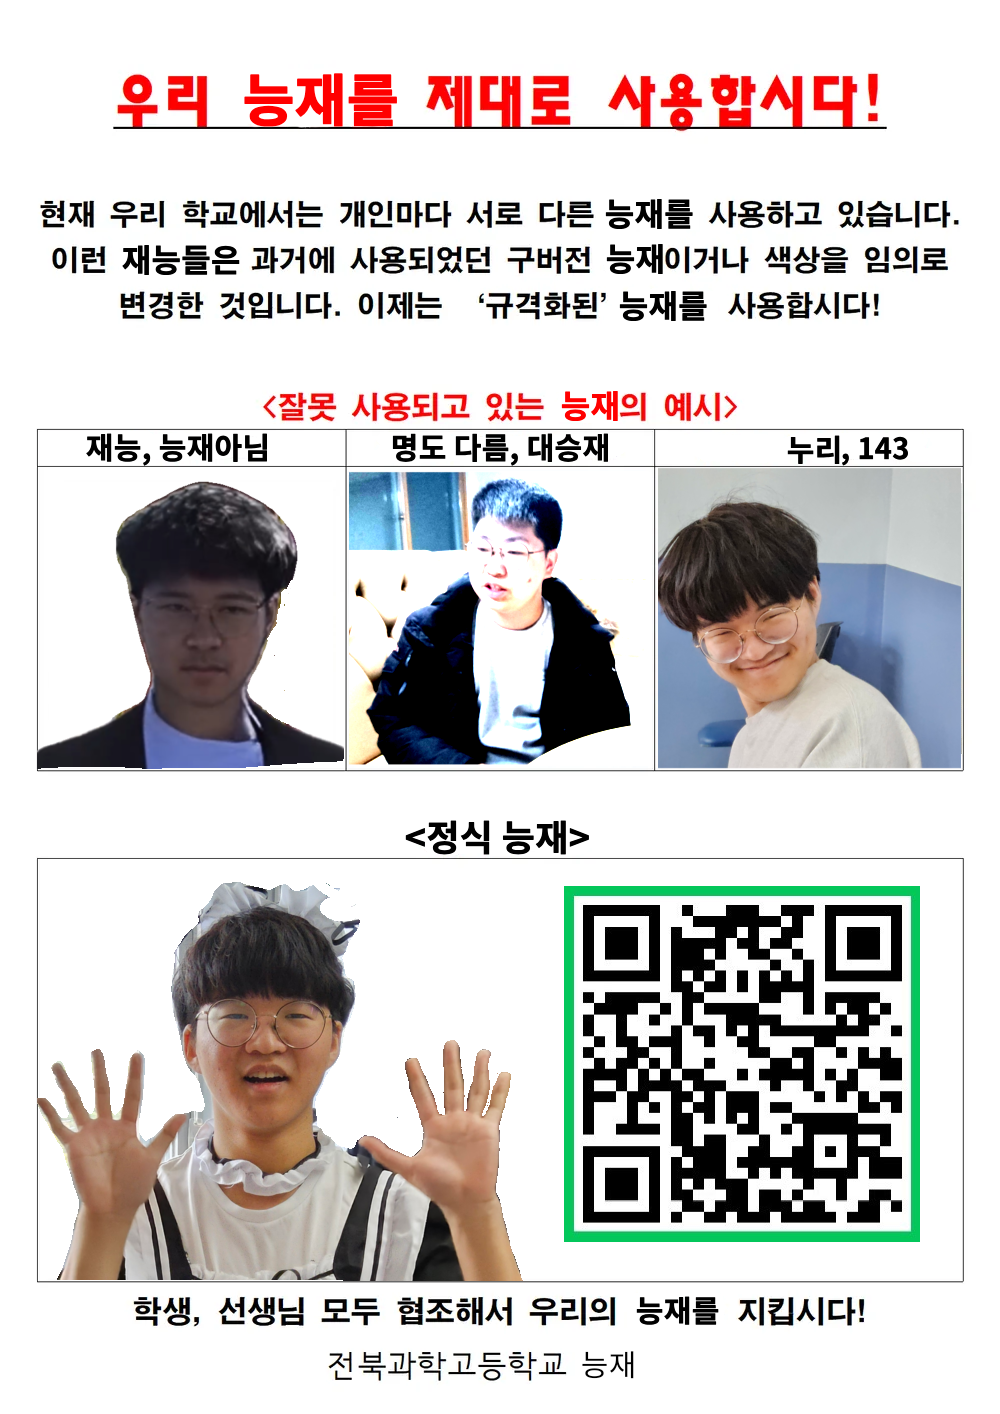 우리 능재를 제대로 사용합시다!
현재 우리 학교에서는 개인마다 서로 다른 능재를 사용하고 있습니다.
이런 재능들은 과거에 사용되었던 구버전 능재이거나 색상을 임의로
변경한 것입니다. 이제는 ‘규격화된’ 능재를 사용합시다!
<잘못 사용되고 있는 능재의 예시>
재능, 능재아님
명도 다름, 대승재
누리, 143
<정식 능재>
학생, 선생님 모두 협조해서 우리의 능재를 지킵시다!
전북과학고등학교 능재